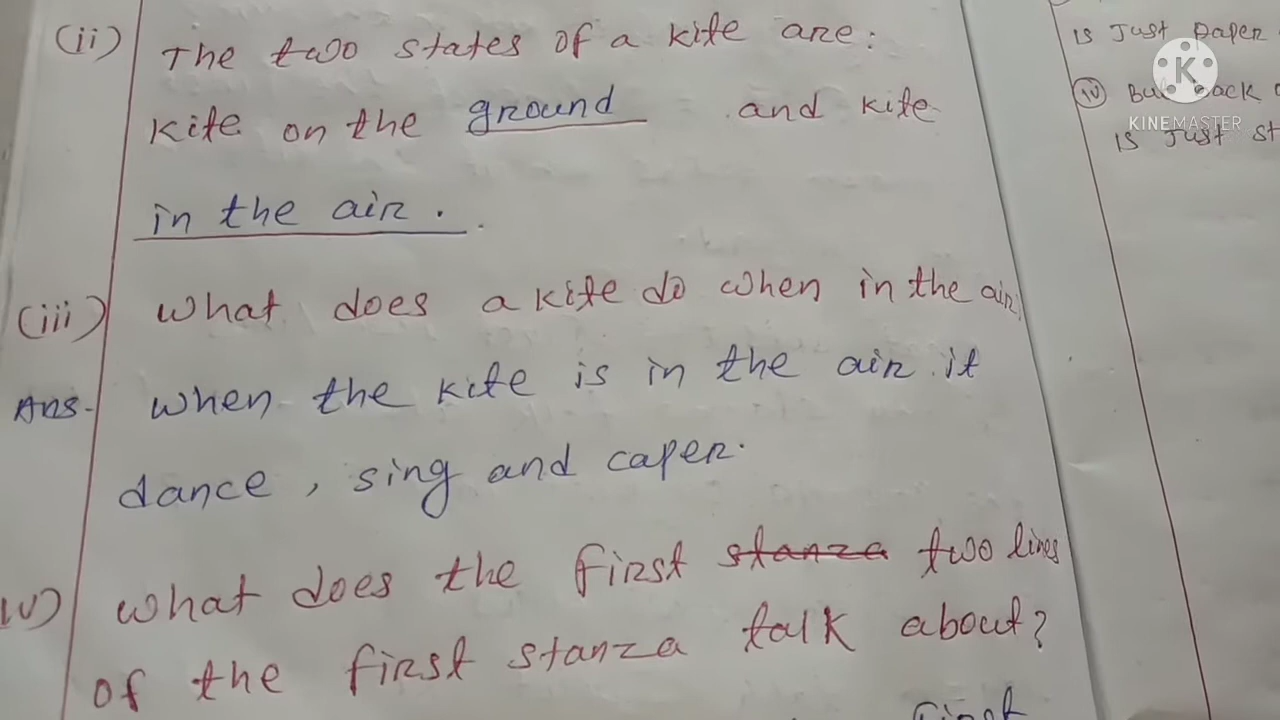 (ii) The two states of a kite are:
kite on the ground and kite
in the air.
(iii) What does a kite do when in the air
Ans- When the kite is in the air it
dance, sing and caper.
iv) What does the first stanza two lines
of the first stanza talk about?
First
is just paper
(iv) But back
is just st
KINEMASTER